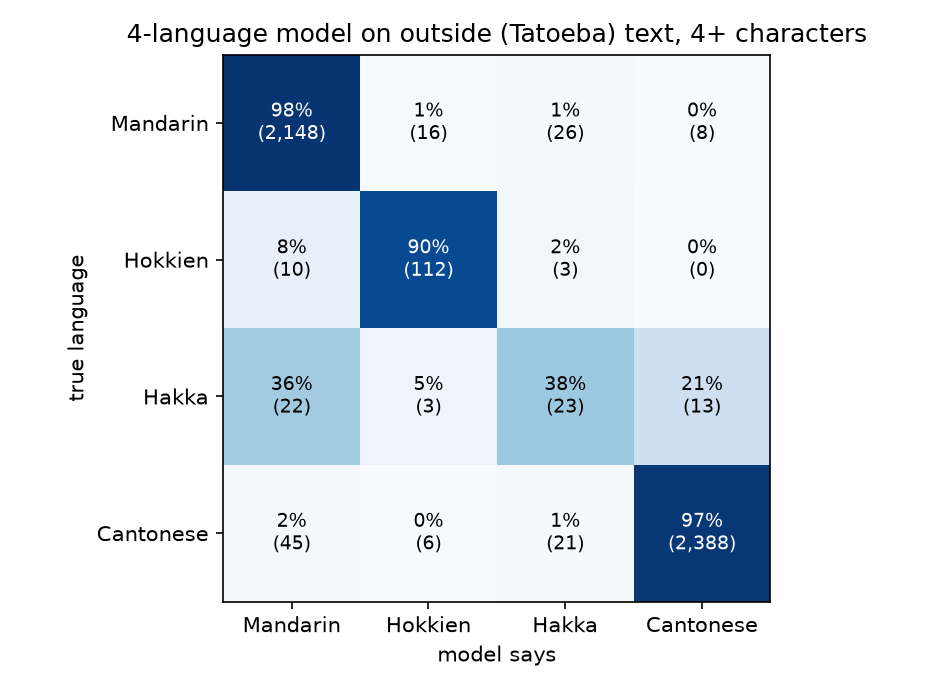 4-language model on outside (Tatoeba) text, 4+ characters
true language
Mandarin
98%
(2,148)
1%
(16)
1%
(26)
0%
(8)
Hokkien
8%
(10)
90%
(112)
2%
(3)
0%
(0)
Hakka
36%
(22)
5%
(3)
38%
(23)
21%
(13)
Cantonese
2%
(45)
0%
(6)
1%
(21)
97%
(2,388)
Mandarin
Hokkien
Hakka
Cantonese
model says